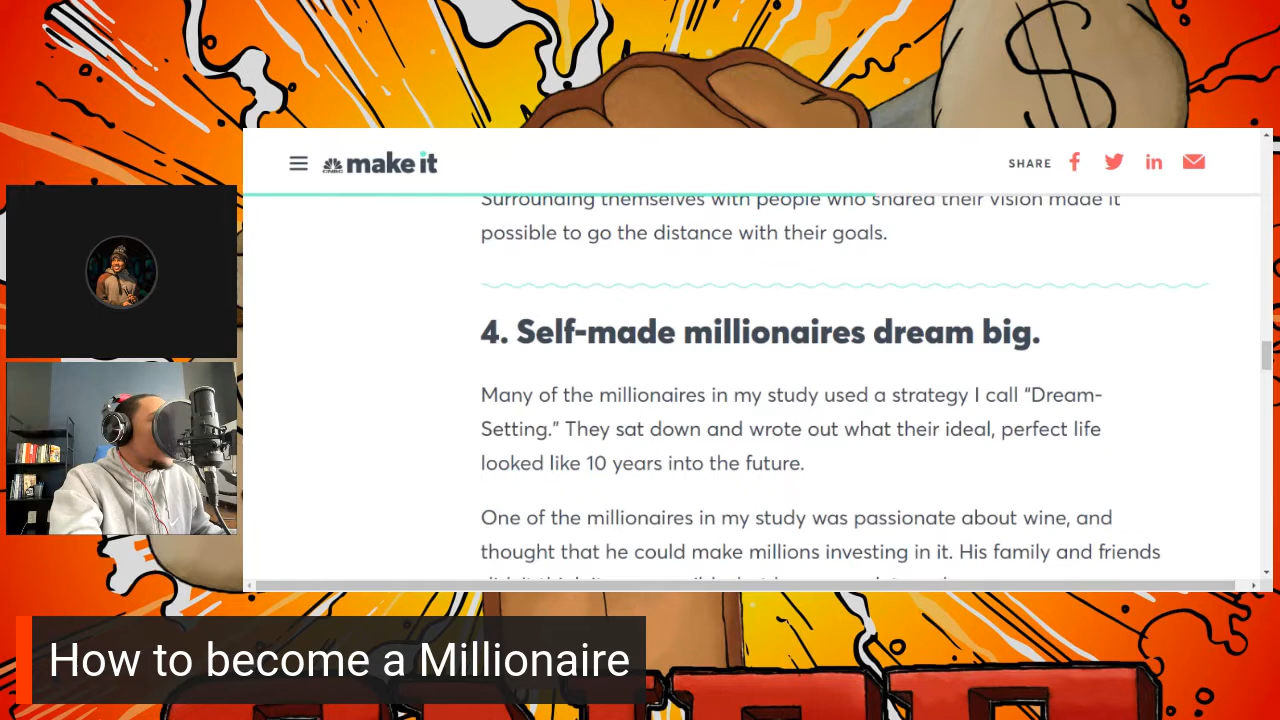 make it
SHARE
Surrounding themselves with people who shared their vision made it
possible to go the distance with their goals.
4. Self-made millionaires dream big.
Many of the millionaires in my study used a strategy I call “Dream-
Setting.” They sat down and wrote out what their ideal, perfect life
looked like 10 years into the future.
One of the millionaires in my study was passionate about wine, and
thought that he could make millions investing in it. His family and friends
How to become a Millionaire